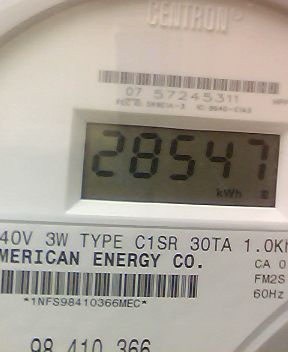 CENTRON®
07 57245311
28547
kWh
40V 3W TYPE C1SR 30TA 1.0Kh
MERICAN ENERGY CO.
CA 0
FM2S
60Hz
*1NFS98410366MEC*
98 410 366